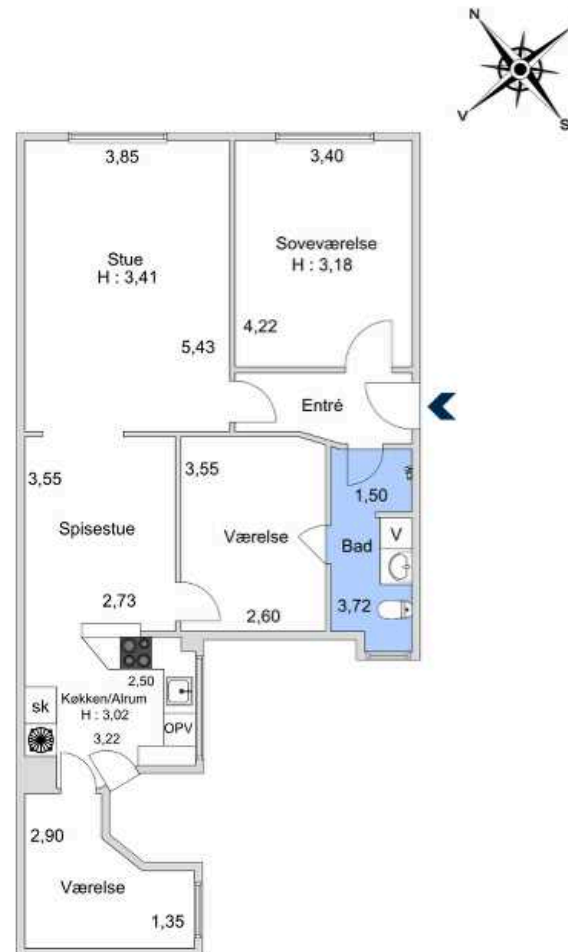 N
V
S
3,85
3,40
Stue
H : 3,41
Soveværelse
H : 3,18
4,22
5,43
Entré
3,55
3,55
1,50
Spisestue
Værelse
Bad
V
2,73
2,60
3,72
2,50
sk
Køkken/Alrum
H : 3,02
OPV
3,22
2,90
Værelse
1,35